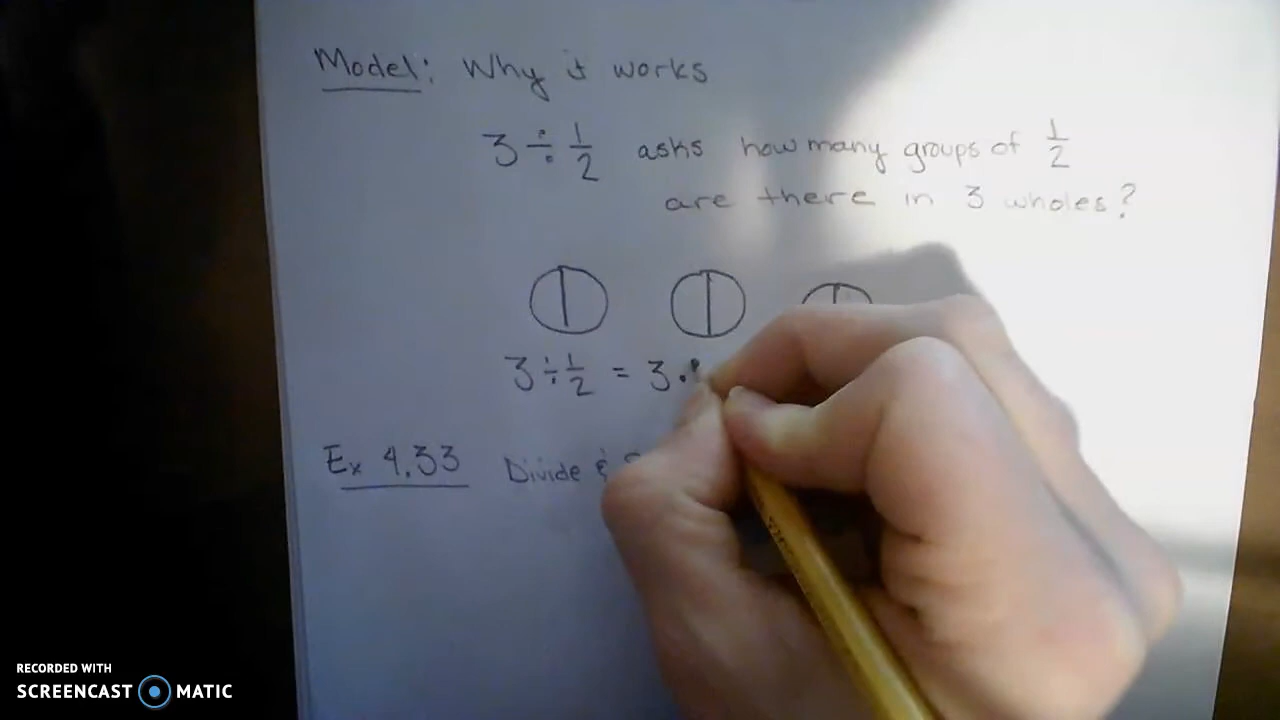 Model: Why it works
3 ÷ 1/2 asks how many groups of 1/2
are there in 3 wholes?
3 ÷ 1/2 = 3 ·
Ex 4.33 Divide &
RECORDED WITH
SCREENCAST MATIC